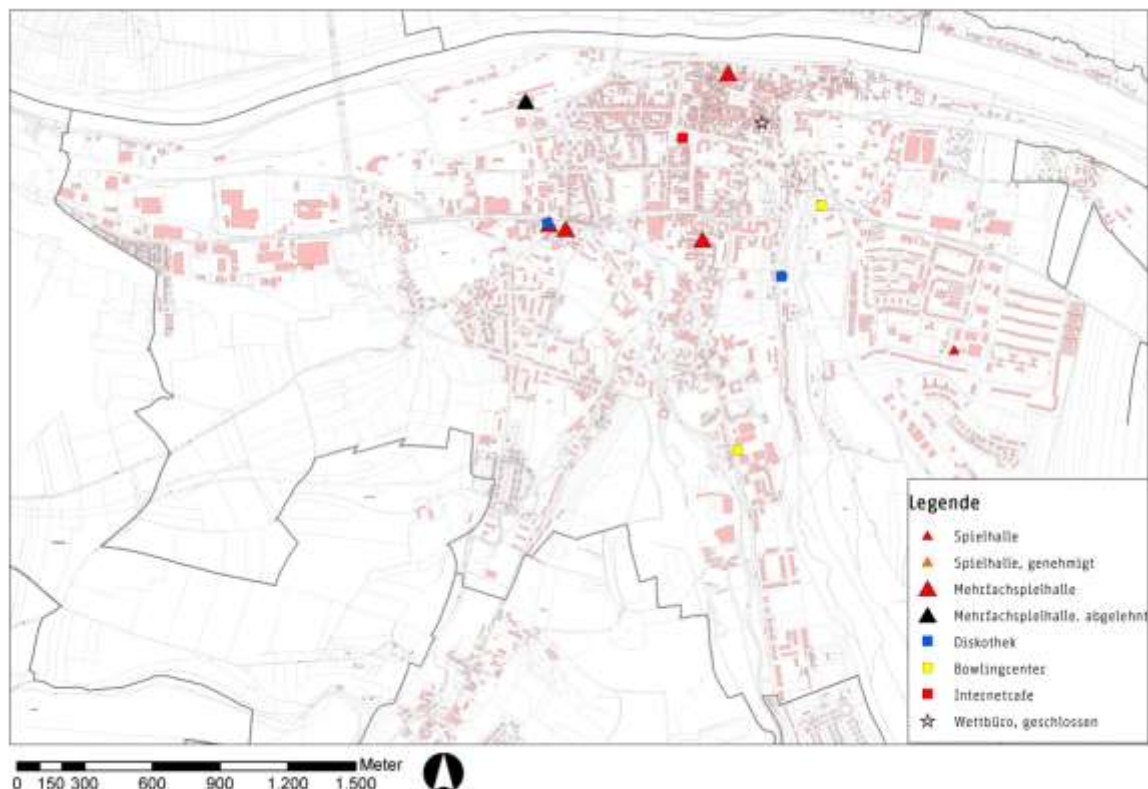 Legende
Spielhalle
Spielhalle, genehmigt
Mehrfachspielhalle
Mehrfachspielhalle, abgelehnt
Diskothek
Bowlingcenter
Internetcafe
Wettbüro, geschlossen
Meter
0 150 300 600 900 1.200 1.500